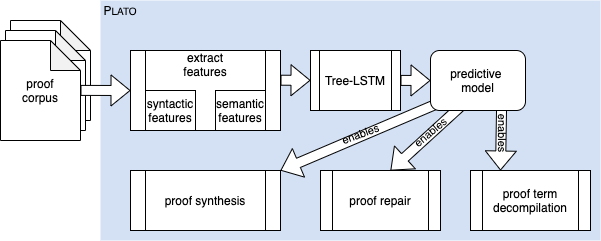 PLATO
proof
corpus
extract
features
syntactic
features
semantic
features
Tree-LSTM
predictive
model
enables
enables
enables
proof synthesis
proof repair
proof term
decompilation